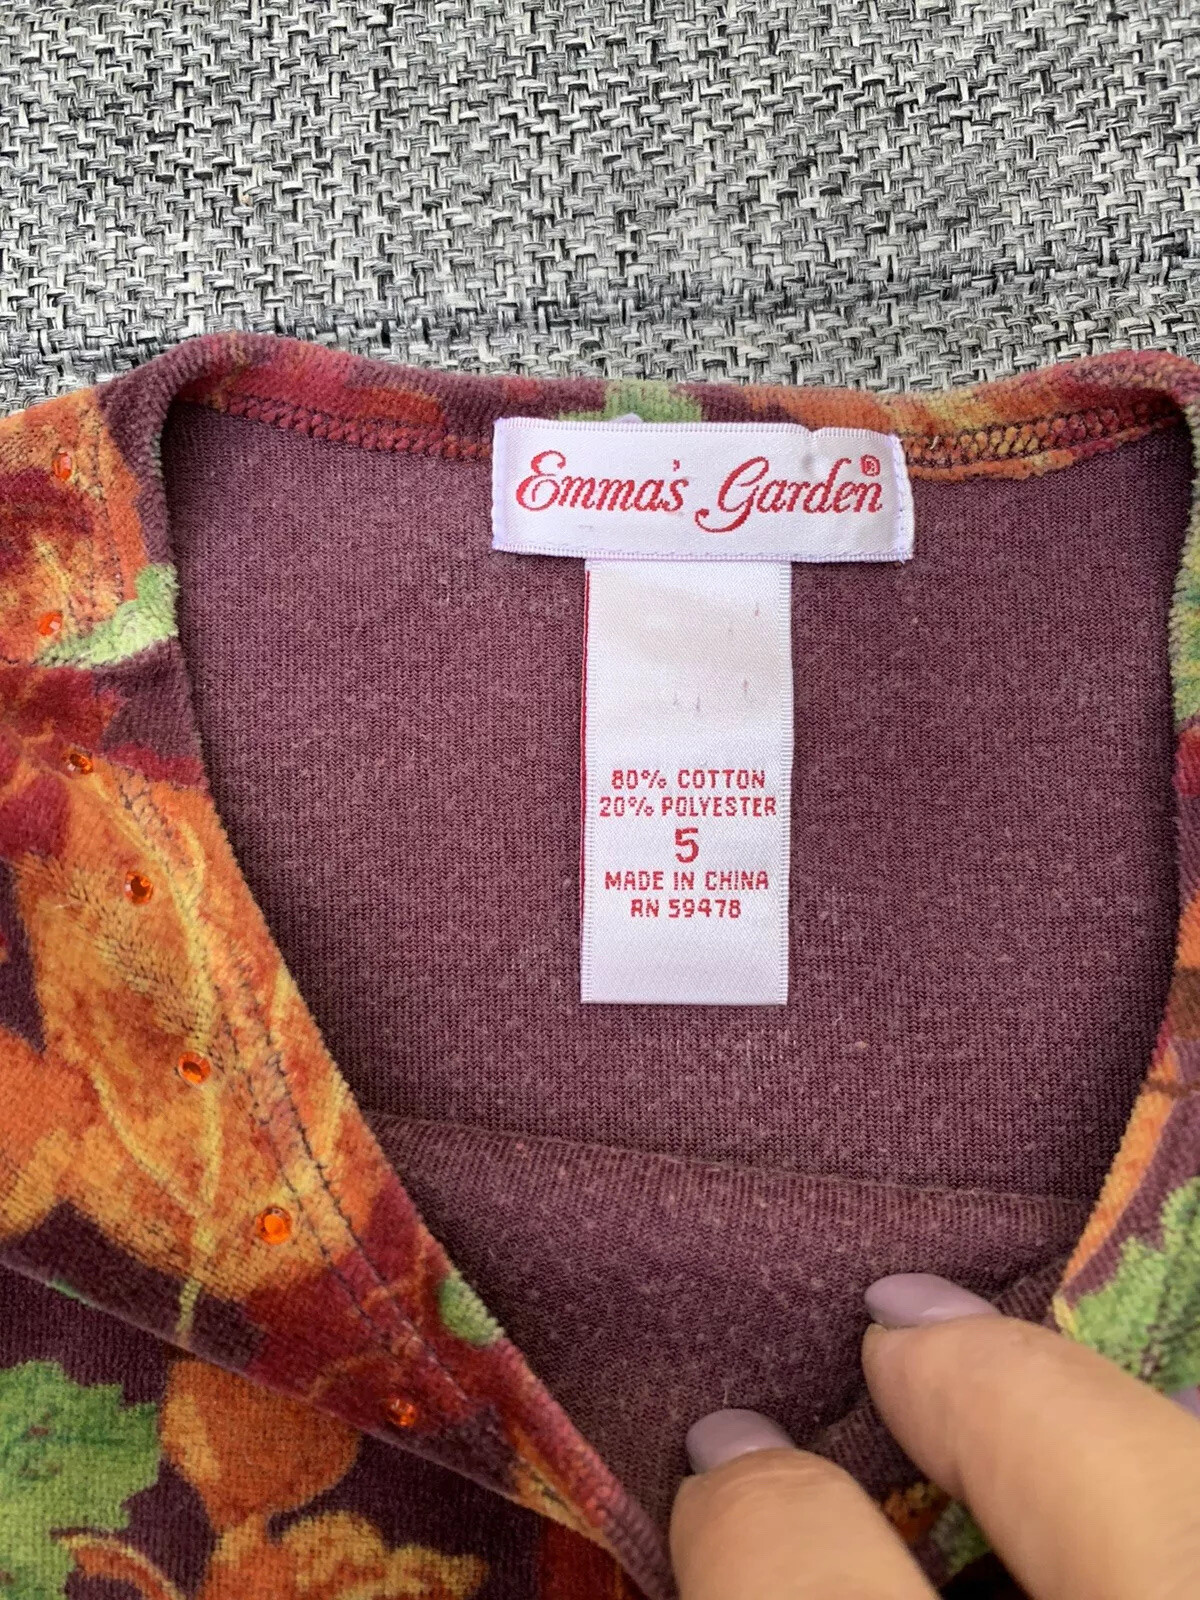 Emma's Garden®
80% COTTON
20% POLYESTER
5
MADE IN CHINA
RN 59478